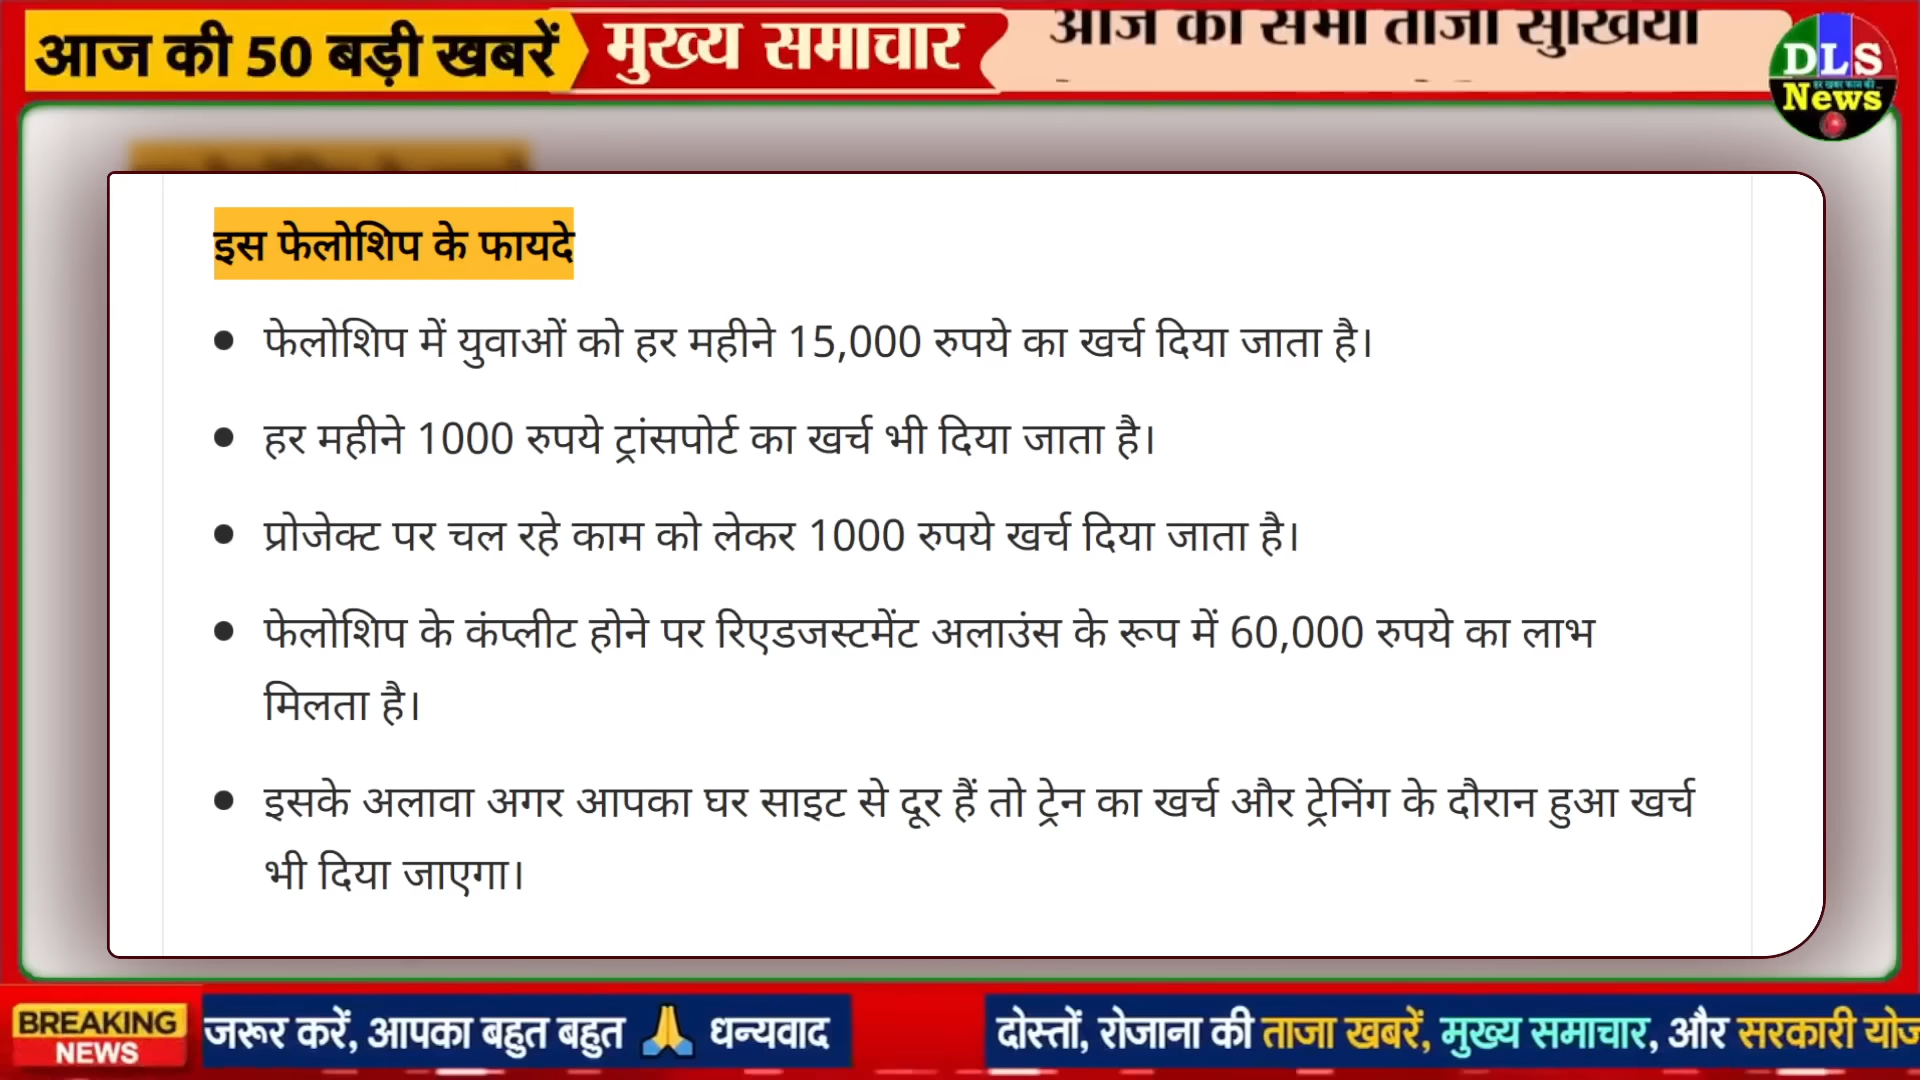 आज की 50 बड़ी खबरें
मुख्य समाचार
आज की सभी ताजा सुर्खियां
DLS
हर खबर काम की...
News
इस फेलोशिप के फायदे
● फेलोशिप में युवाओं को हर महीने 15,000 रुपये का खर्च दिया जाता है।
● हर महीने 1000 रुपये ट्रांसपोर्ट का खर्च भी दिया जाता है।
● प्रोजेक्ट पर चल रहे काम को लेकर 1000 रुपये खर्च दिया जाता है।
● फेलोशिप के कंप्लीट होने पर रिएडजस्टमेंट अलाउंस के रूप में 60,000 रुपये का लाभ
मिलता है।
● इसके अलावा अगर आपका घर साइट से दूर हैं तो ट्रेन का खर्च और ट्रेनिंग के दौरान हुआ खर्च
भी दिया जाएगा।
BREAKING
NEWS
जरूर करें, आपका बहुत बहुत 🙏 धन्यवाद
दोस्तों, रोजाना की ताजा खबरें, मुख्य समाचार, और सरकारी योज